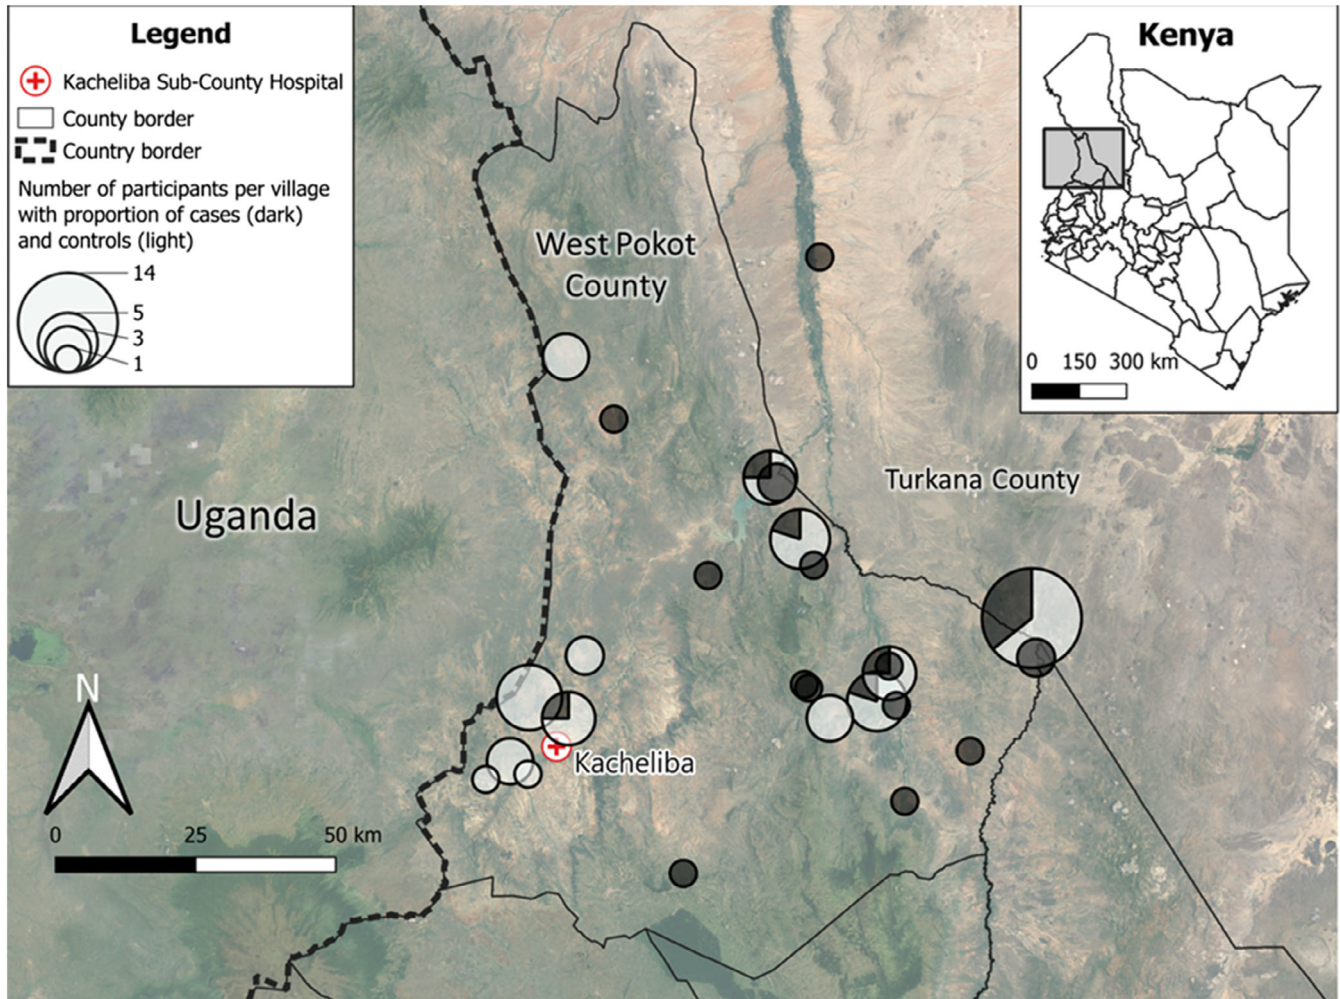 Legend
Kacheliba Sub-County Hospital
County border
Country border
Number of participants per village
with proportion of cases (dark)
and controls (light)
14
5
3
1
Kenya
0 150 300 km
West Pokot
County
Turkana County
Uganda
Kacheliba
N
0 25 50 km